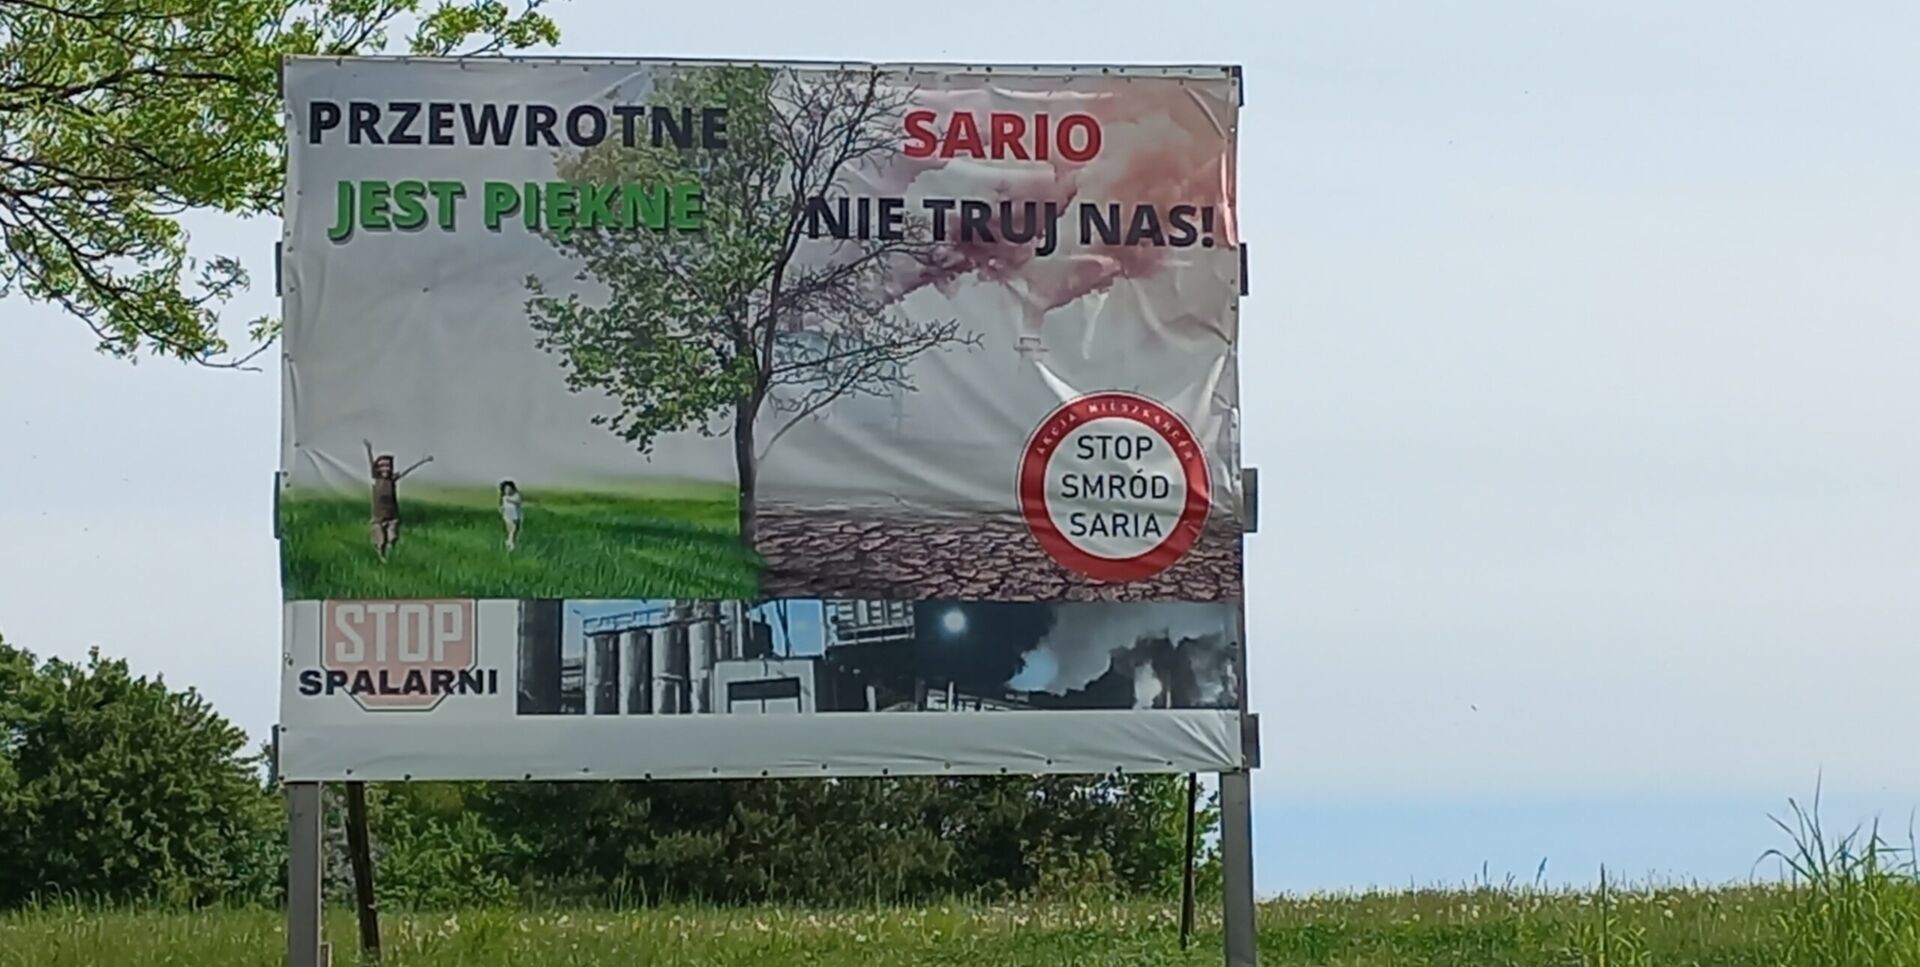 PRZEWROTNE
JEST PIĘKNE
SARIO
NIE TRUJ NAS!
AKCJA MIESZKAŃCÓW
STOP
SMRÓD
SARIA
STOP
SPALARNI